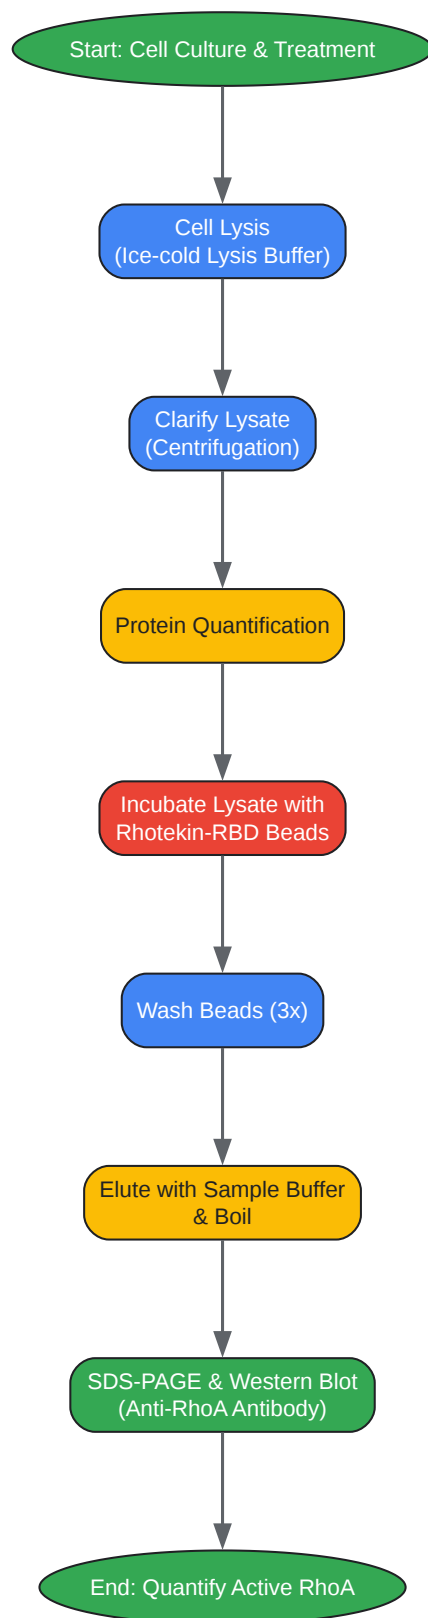 Start: Cell Culture & Treatment
Cell Lysis
(Ice-cold Lysis Buffer)
Clarify Lysate
(Centrifugation)
Protein Quantification
Incubate Lysate with
Rhotekin-RBD Beads
Wash Beads (3x)
Elute with Sample Buffer
& Boil
SDS-PAGE & Western Blot
(Anti-RhoA Antibody)
End: Quantify Active RhoA